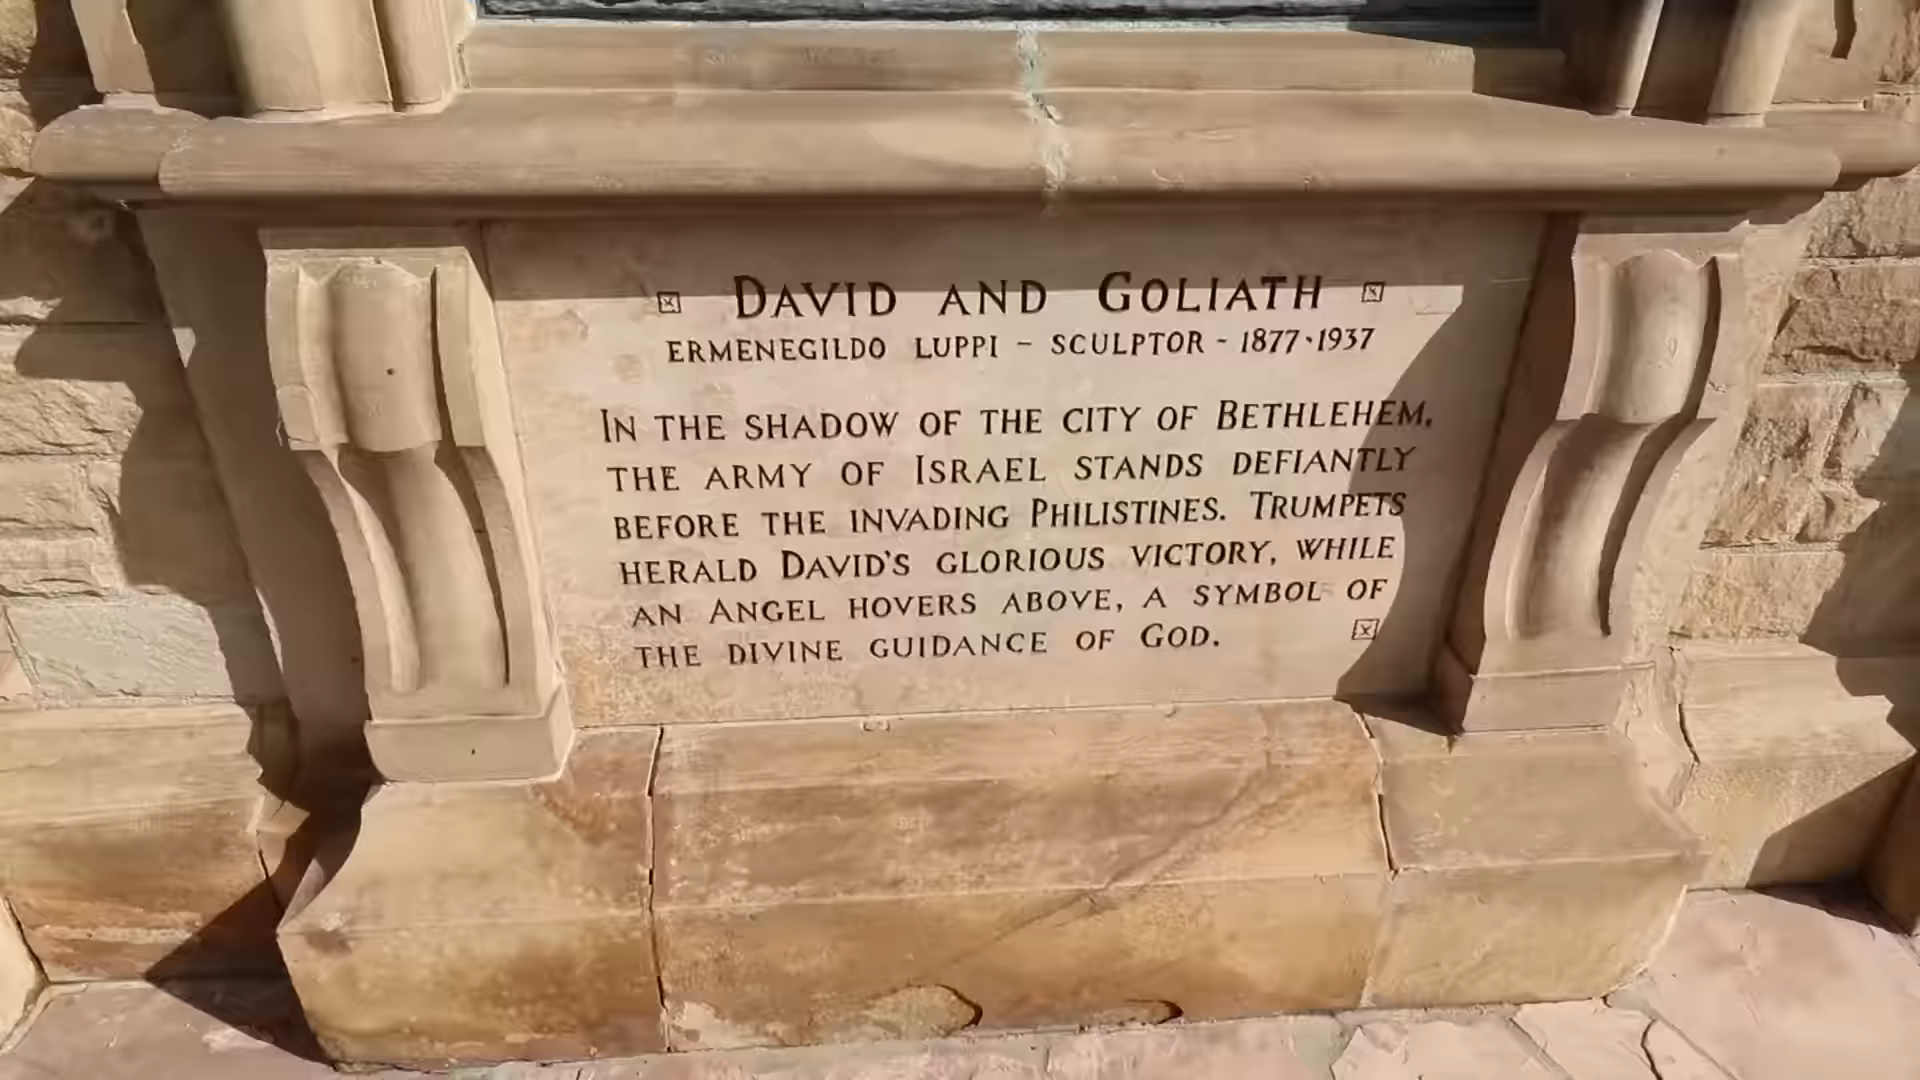 DAVID AND GOLIATH
ERMENEGILDO LUPPI - SCULPTOR - 1877·1937
IN THE SHADOW OF THE CITY OF BETHLEHEM,
THE ARMY OF ISRAEL STANDS DEFIANTLY
BEFORE THE INVADING PHILISTINES. TRUMPETS
HERALD DAVID'S GLORIOUS VICTORY, WHILE
AN ANGEL HOVERS ABOVE, A SYMBOL OF
THE DIVINE GUIDANCE OF GOD.